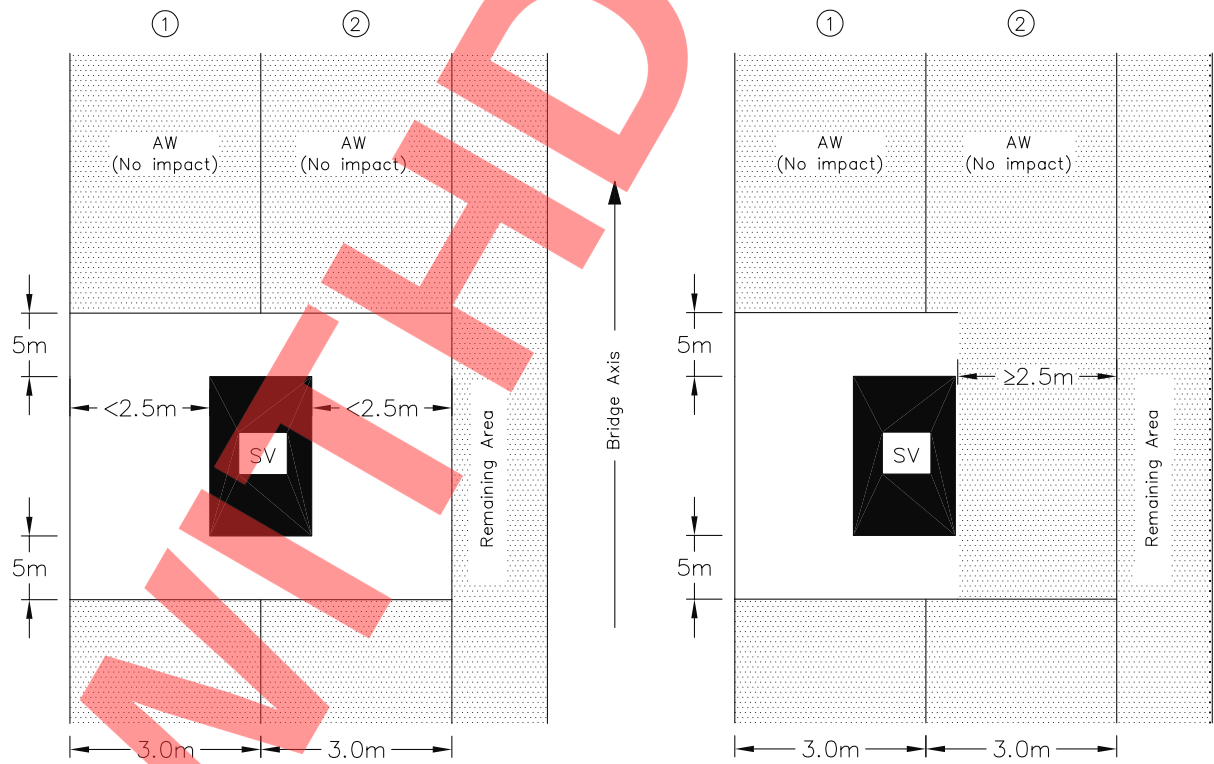 1 2 1 2
AW
(No impact)
AW
(No impact)
AW
(No impact)
AW
(No impact)
5m
<2.5m
<2.5m
SV
5m
Remaining Area
Bridge Axis
5m
≥2.5m
SV
5m
Remaining Area
3.0m 3.0m 3.0m 3.0m
WITHD